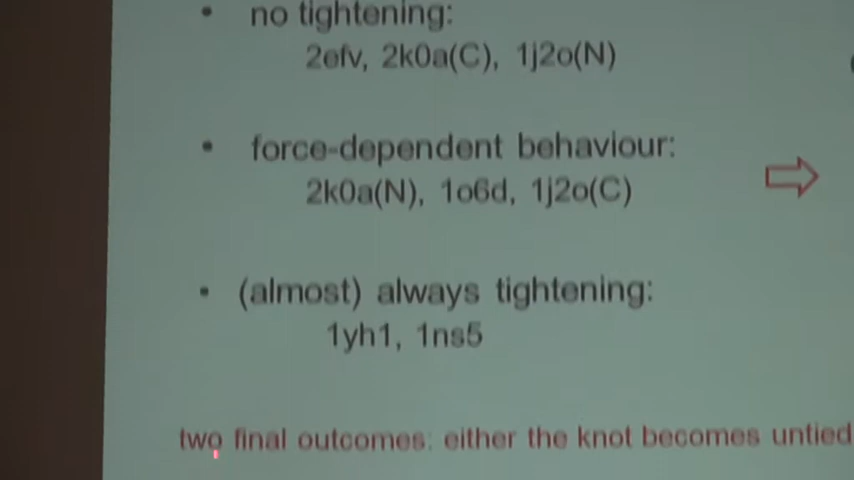 • no tightening:
2efv, 2k0a(C), 1j2o(N)
• force-dependent behaviour:
2k0a(N), 1o6d, 1j2o(C)
• (almost) always tightening:
1yh1, 1ns5
two final outcomes: either the knot becomes untied